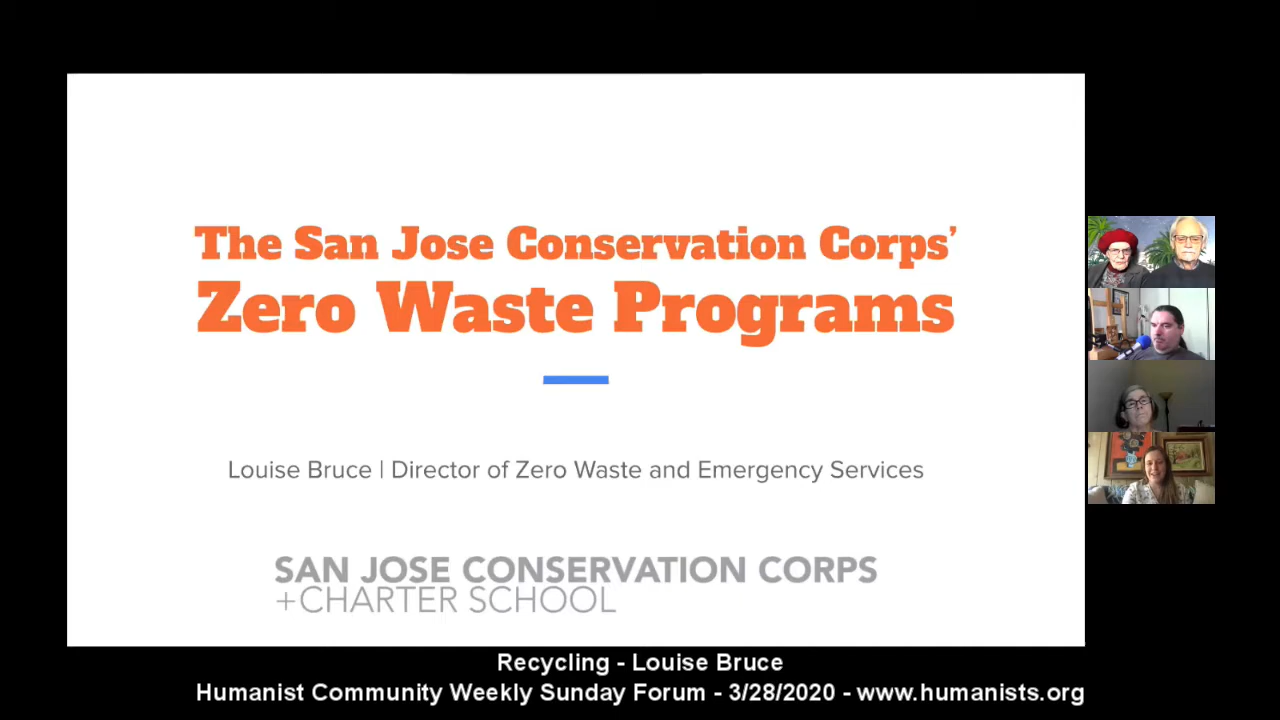 The San Jose Conservation Corps’
Zero Waste Programs
Louise Bruce | Director of Zero Waste and Emergency Services
SAN JOSE CONSERVATION CORPS
+CHARTER SCHOOL
Recycling - Louise Bruce
Humanist Community Weekly Sunday Forum - 3/28/2020 - www.humanists.org